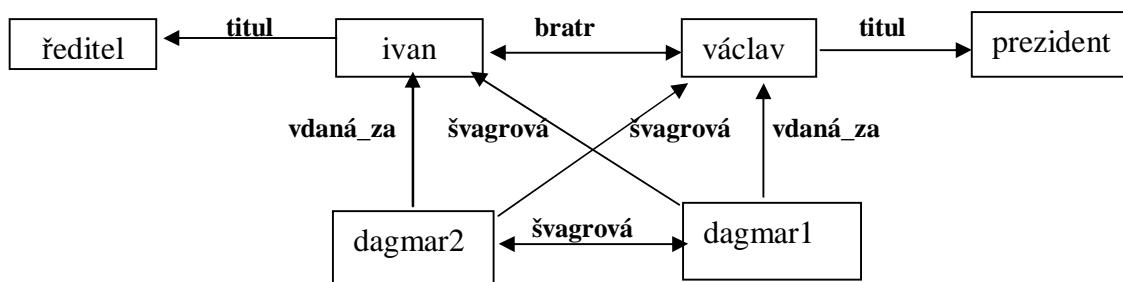 titul bratr titul
ředitel ivan václav prezident
vdaná_za švagrová švagrová vdaná_za
dagmar2 švagrová dagmar1